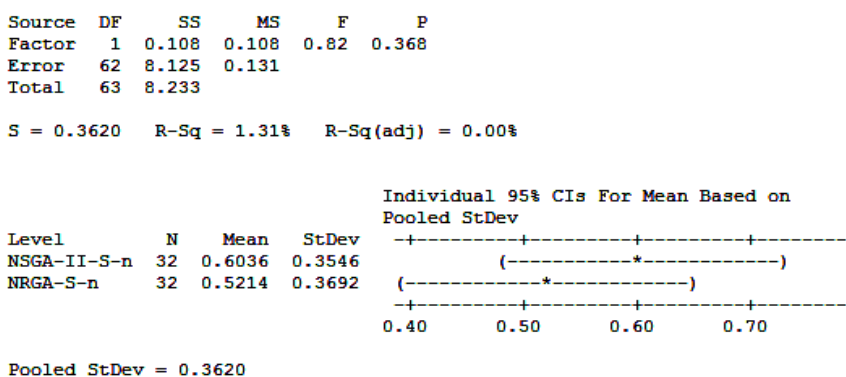 Source  DF     SS     MS     F      P
Factor   1  0.108  0.108  0.82  0.368
Error   62  8.125  0.131
Total   63  8.233
S = 0.3620   R-Sq = 1.31%   R-Sq(adj) = 0.00%
Individual 95% CIs For Mean Based on
Pooled StDev
Level        N    Mean   StDev  -+---------+---------+---------+--------
NSGA-II-S-n  32  0.6036  0.3546           (-----------*------------)
NRGA-S-n     32  0.5214  0.3692  (------------*------------)
-+---------+---------+---------+--------
0.40      0.50      0.60      0.70
Pooled StDev = 0.3620